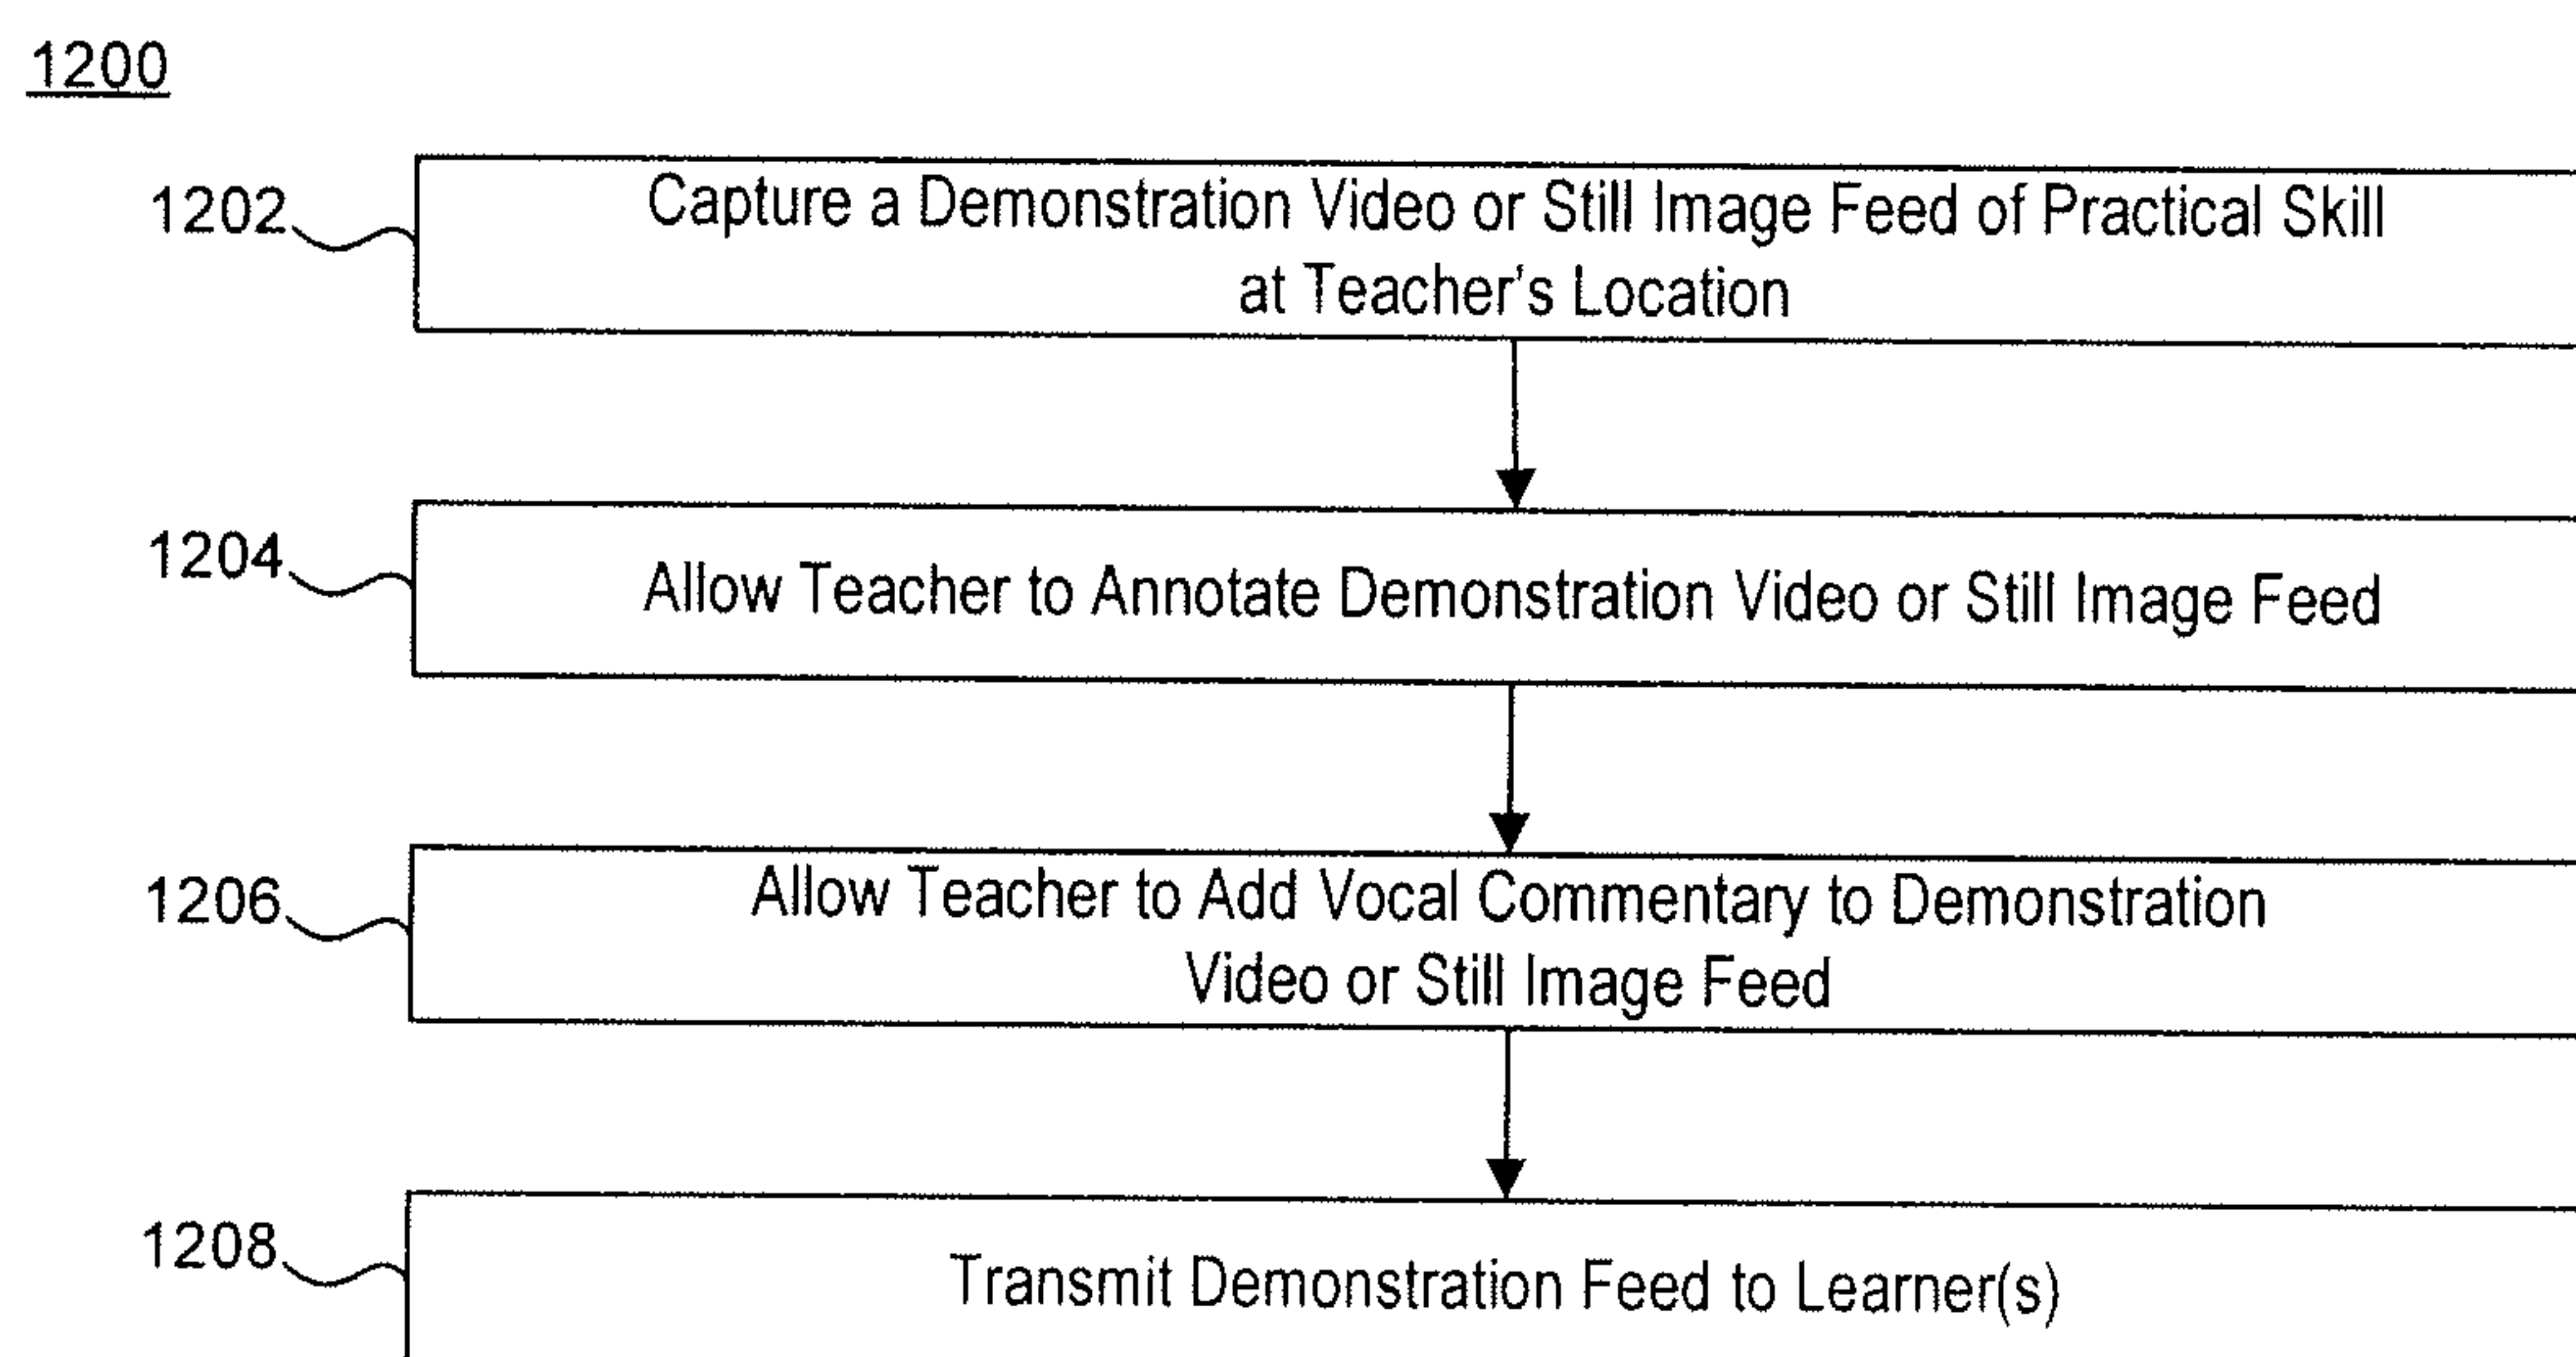 1200
1202
Capture a Demonstration Video or Still Image Feed of Practical Skill
at Teacher's Location
1204
Allow Teacher to Annotate Demonstration Video or Still Image Feed
1206
Allow Teacher to Add Vocal Commentary to Demonstration
Video or Still Image Feed
1208
Transmit Demonstration Feed to Learner(s)